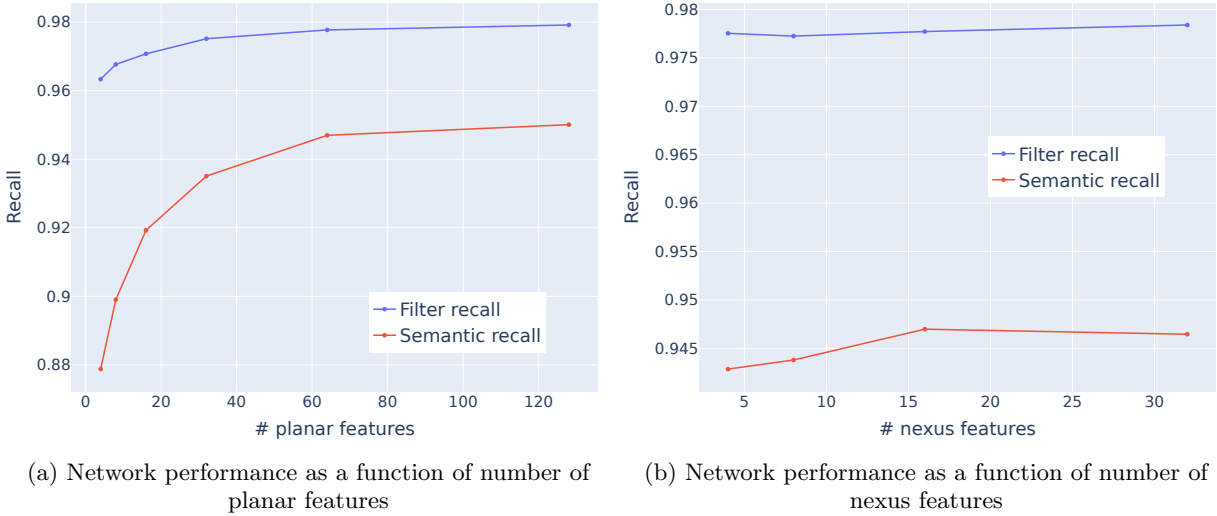 0.98
0.96
0.94
0.92
0.9
0.88
Recall
0
20
40
60
80
100
120
# planar features
Filter recall
Semantic recall
(a) Network performance as a function of number of
planar features
0.98
0.975
0.97
0.965
0.96
0.955
0.95
0.945
Recall
5
10
15
20
25
30
# nexus features
Filter recall
Semantic recall
(b) Network performance as a function of number of
nexus features